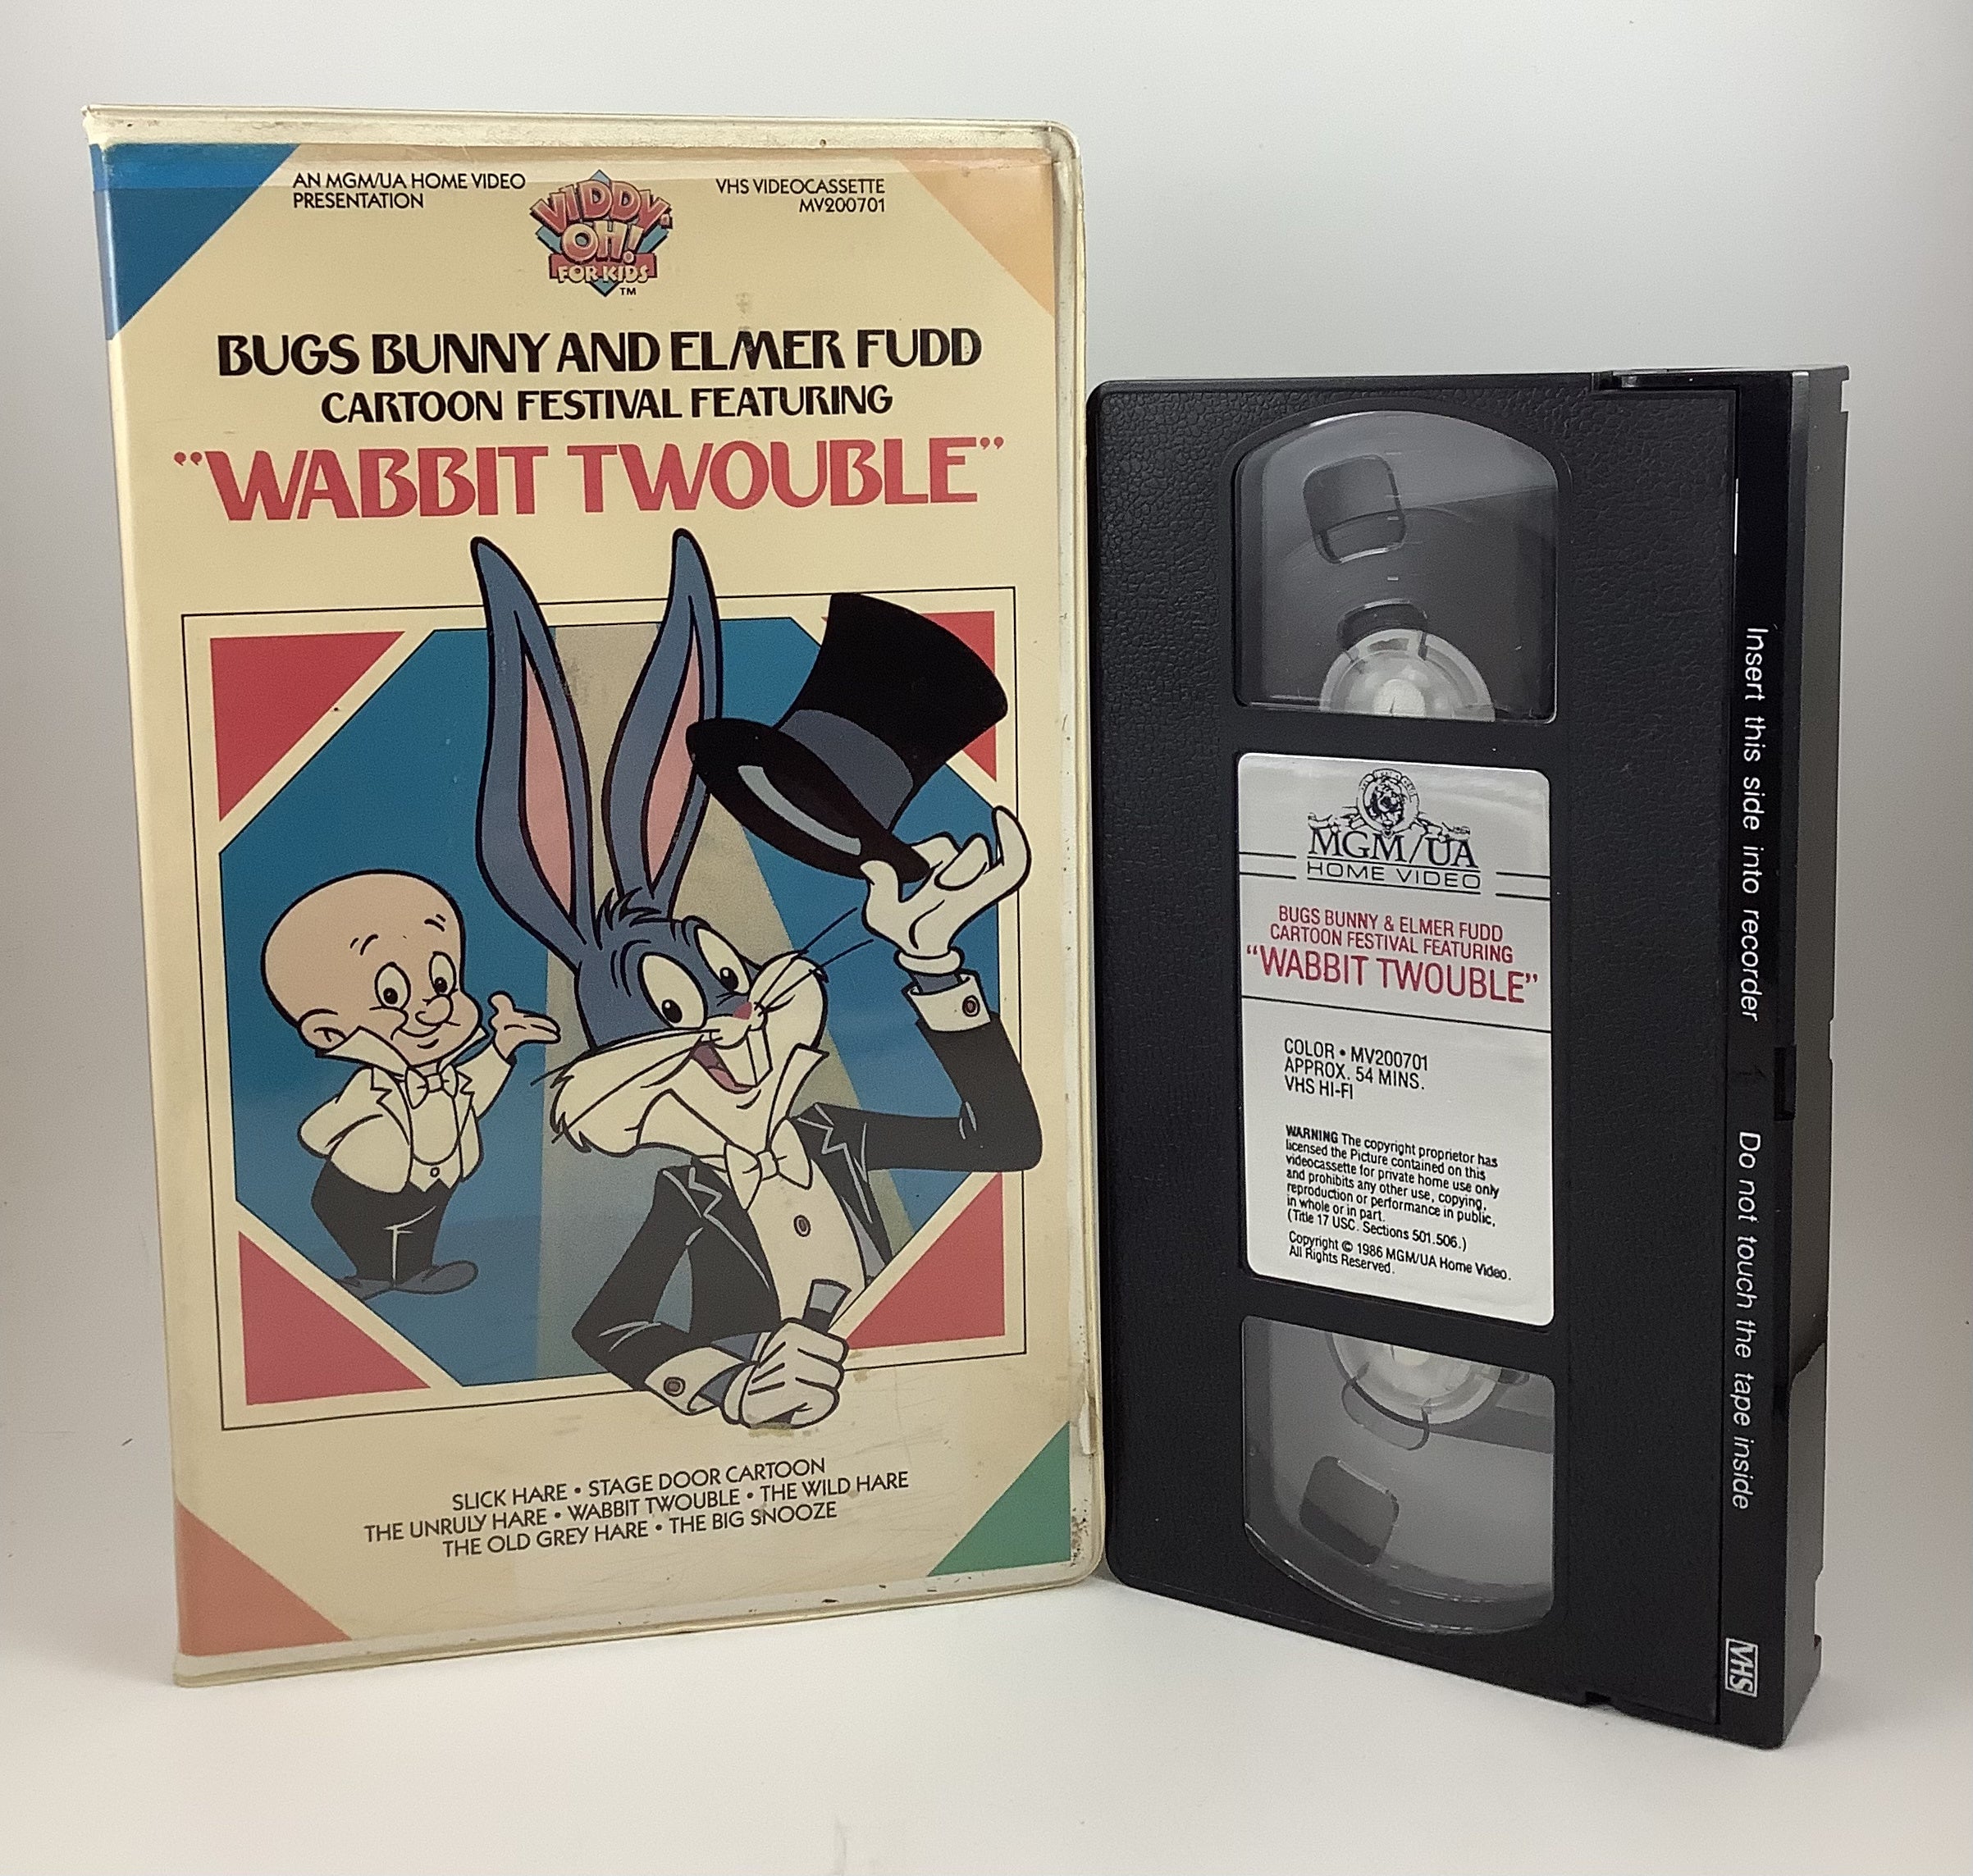 AN MGM/UA HOME VIDEO
PRESENTATION
VIDDY-
OH!
FOR KIDS
TM
VHS VIDEOCASSETTE
MV200701
BUGS BUNNY AND ELMER FUDD
CARTOON FESTIVAL FEATURING
"WABBIT TWOUBLE"
SLICK HARE • STAGE DOOR CARTOON
THE UNRULY HARE • WABBIT TWOUBLE • THE WILD HARE
THE OLD GREY HARE • THE BIG SNOOZE
MGM/UA
HOME VIDEO
BUGS BUNNY & ELMER FUDD
CARTOON FESTIVAL FEATURING
"WABBIT TWOUBLE"
COLOR • MV200701
APPROX. 54 MINS.
VHS HI-FI
WARNING The copyright proprietor has
licensed the Picture contained on this
videocassette for private home use only
and prohibits any other use, copying,
reproduction or performance in public,
in whole or in part.
(Title 17 USC. Sections 501.506.)
Copyright © 1986 MGM/UA Home Video.
All Rights Reserved.
Insert this side into recorder
Do not touch the tape inside
VHS